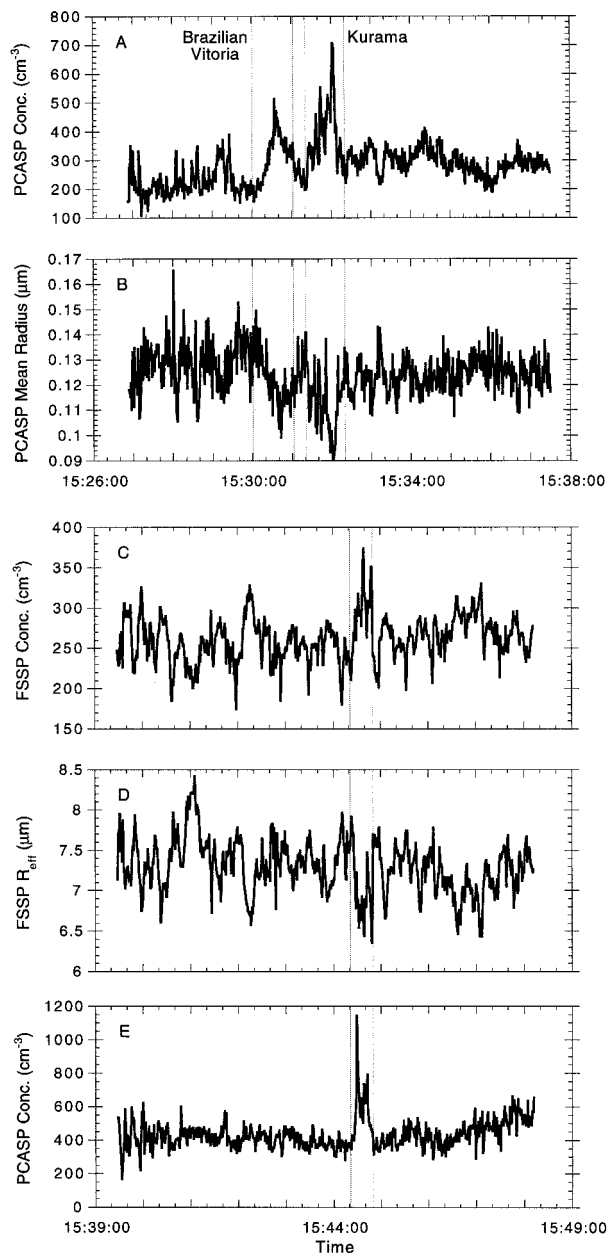 800
A
Brazilian
Vitoria
Kurama
700
600
500
400
300
200
100
PCASP Conc. (cm-3)
0.17
B
0.16
0.15
0.14
0.13
0.12
0.11
0.1
0.09
PCASP Mean Radius (μm)
15:26:00 15:30:00 15:34:00 15:38:00
400
C
350
300
250
200
150
FSSP Conc. (cm-3)
8.5
D
8
7.5
7
6.5
6
FSSP Reff (μm)
1200
E
1000
800
600
400
200
0
PCASP Conc. (cm-3)
15:39:00 15:44:00 15:49:00
Time